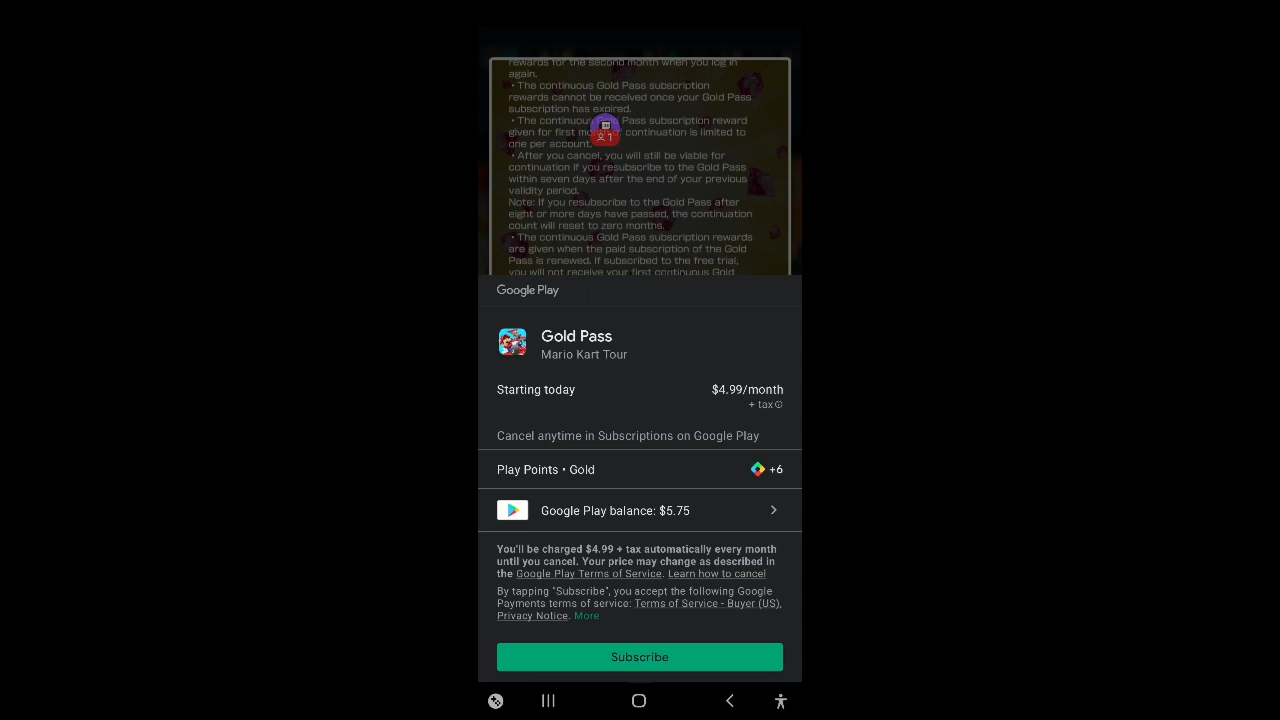 rewards for the second month when you log in
again.
・The continuous Gold Pass subscription
rewards cannot be received once your Gold Pass
subscription has expired.
・The continuous Gold Pass subscription reward
given for first month continuation is limited to
one per account.
・After you cancel, you will still be viable for
continuation if you resubscribe to the Gold Pass
within seven days after the end of your previous
validity period.
Note: If you resubscribe to the Gold Pass after
eight or more days have passed, the continuation
count will reset to zero months.
・The continuous Gold Pass subscription rewards
are given when the paid subscription of the Gold
Pass is renewed. If subscribed to the free trial,
you will not receive your first continuous Gold
Google Play
Gold Pass
Mario Kart Tour
Starting today $4.99/month
+ tax
Cancel anytime in Subscriptions on Google Play
Play Points • Gold +6
Google Play balance: $5.75
You'll be charged $4.99 + tax automatically every month
until you cancel. Your price may change as described in
the Google Play Terms of Service. Learn how to cancel
By tapping "Subscribe", you accept the following Google
Payments terms of service: Terms of Service - Buyer (US),
Privacy Notice. More
Subscribe